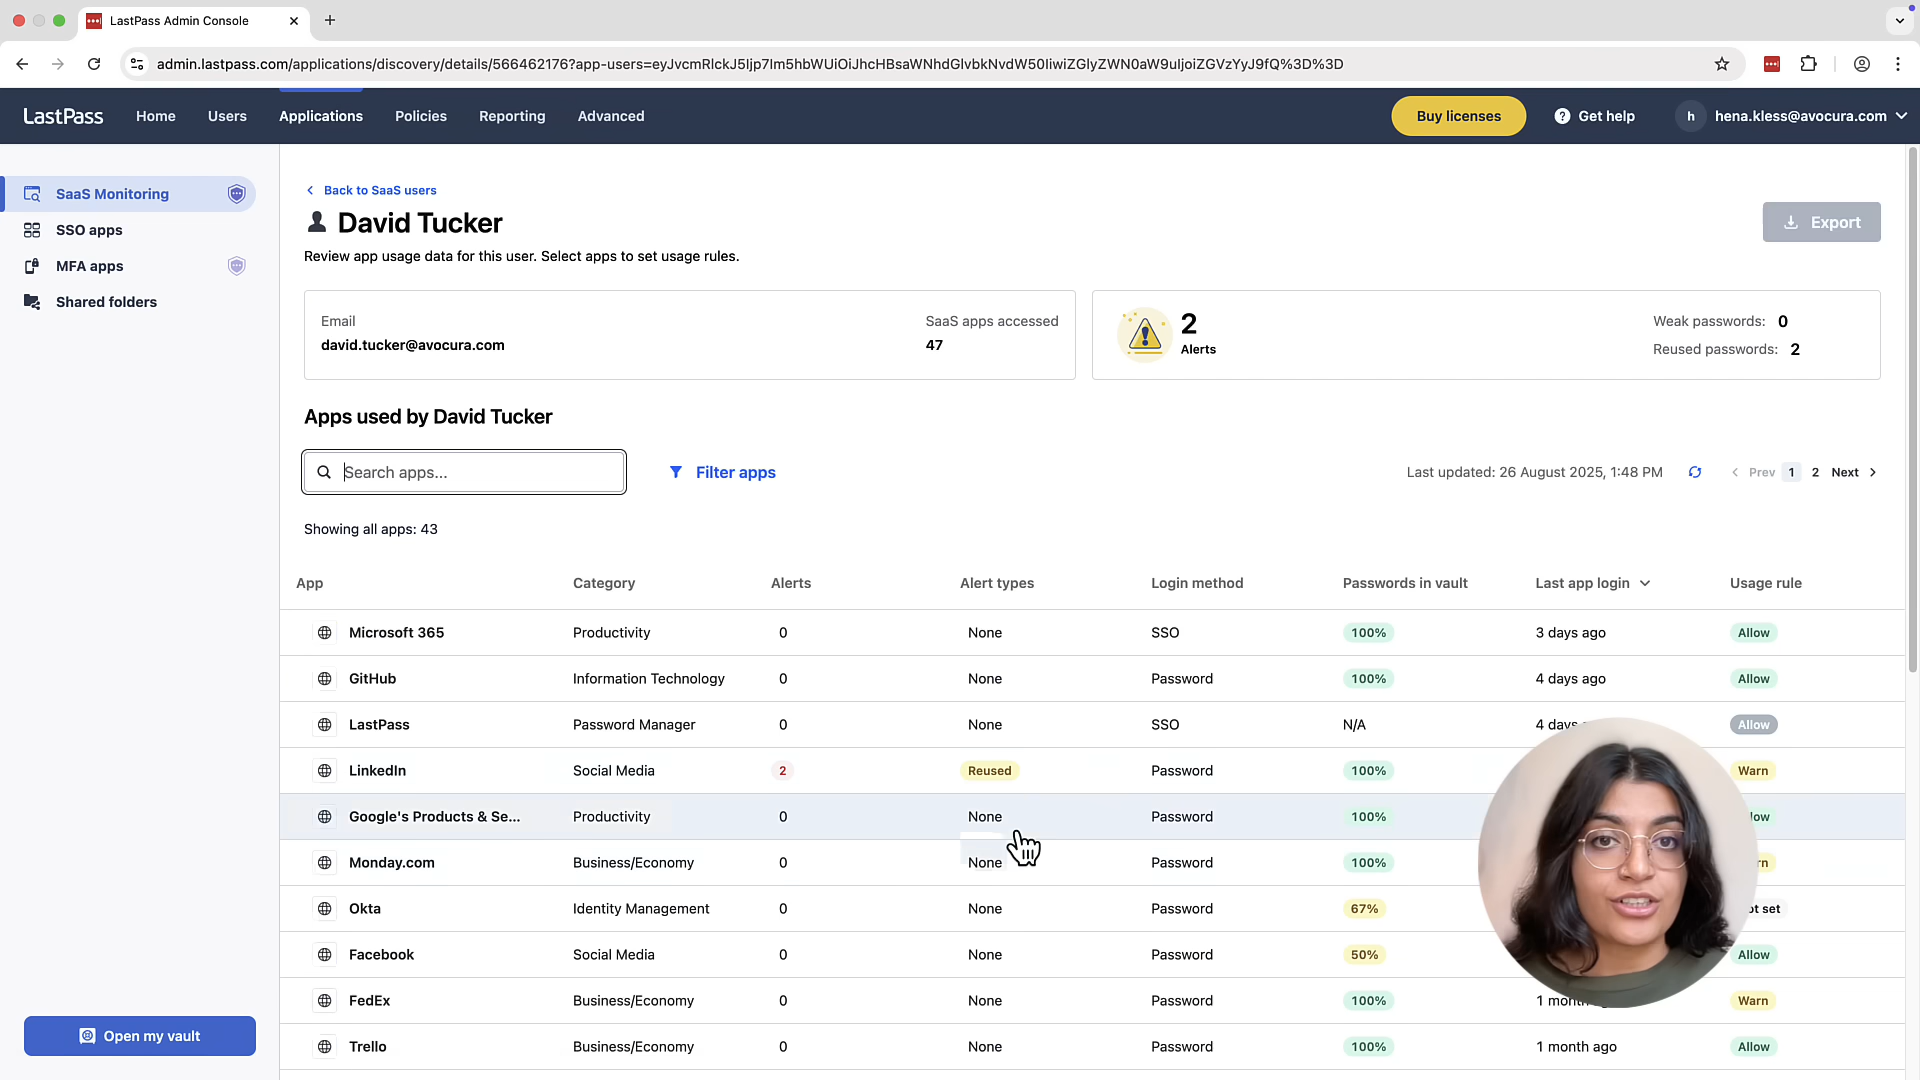 LastPass Admin Console
admin.lastpass.com/applications/discovery/details/566462176?app-users=eyJvcmRlckJ5Ijp7Im5hbWUiOiJhcHBsaWNhdGlvbkNvdW50IiwiZGlyZWN0aW9uIjoiZGVzYyJ9fQ%3D%3D
LastPass
Home
Users
Applications
Policies
Reporting
Advanced
Buy licenses
Get help
h
hena.kless@avocura.com
SaaS Monitoring
SSO apps
MFA apps
Shared folders
Back to SaaS users
David Tucker
Export
Review app usage data for this user. Select apps to set usage rules.
Email
david.tucker@avocura.com
SaaS apps accessed
47
2
Alerts
Weak passwords: 0
Reused passwords: 2
Apps used by David Tucker
Search apps...
Filter apps
Last updated: 26 August 2025, 1:48 PM
Prev 1 2 Next
Showing all apps: 43
App Category Alerts Alert types Login method Passwords in vault Last app login Usage rule
Microsoft 365 Productivity 0 None SSO 100% 3 days ago Allow
GitHub Information Technology 0 None Password 100% 4 days ago Allow
LastPass Password Manager 0 None SSO N/A 4 days Allow
LinkedIn Social Media 2 Reused Password 100% Warn
Google's Products & Se... Productivity 0 None Password 100%
Monday.com Business/Economy 0 None Password 100%
Okta Identity Management 0 None Password 67% set
Facebook Social Media 0 None Password 50% Allow
FedEx Business/Economy 0 None Password 100% 1 month Warn
Trello Business/Economy 0 None Password 100% 1 month ago Allow
Open my vault